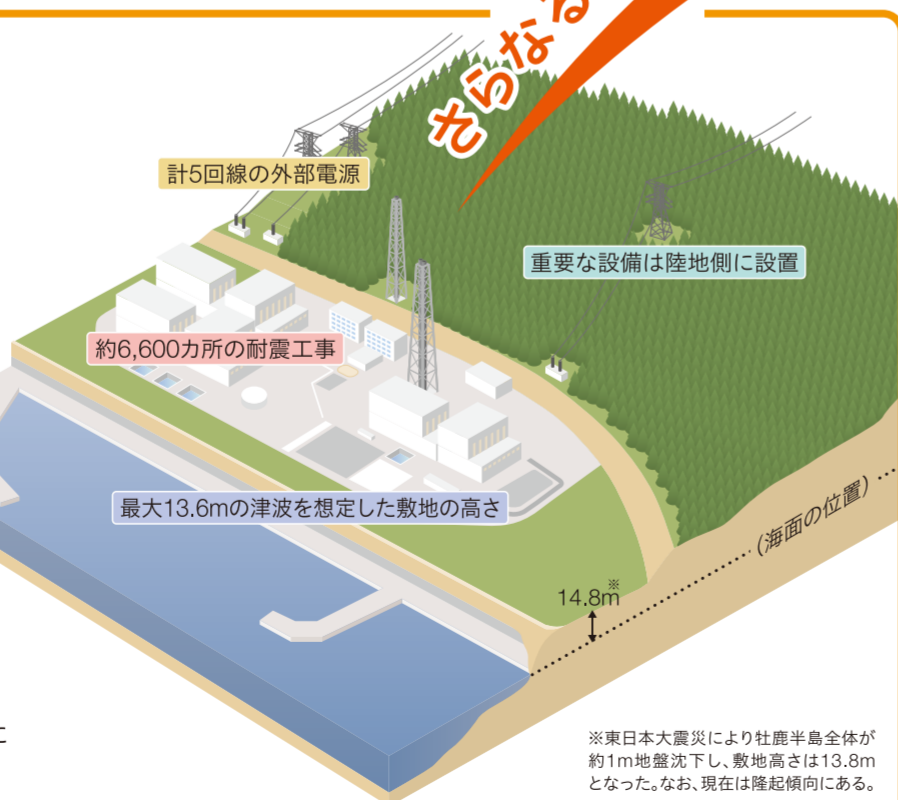 さらなる
計5回線の外部電源
重要な設備は陸地側に設置
約6,600カ所の耐震工事
最大13.6mの津波を想定した敷地の高さ
(海面の位置)
※
14.8m
に
※東日本大震災により牡鹿半島全体が
約1m地盤沈下し、敷地高さは13.8m
となった。なお、現在は隆起傾向にある。